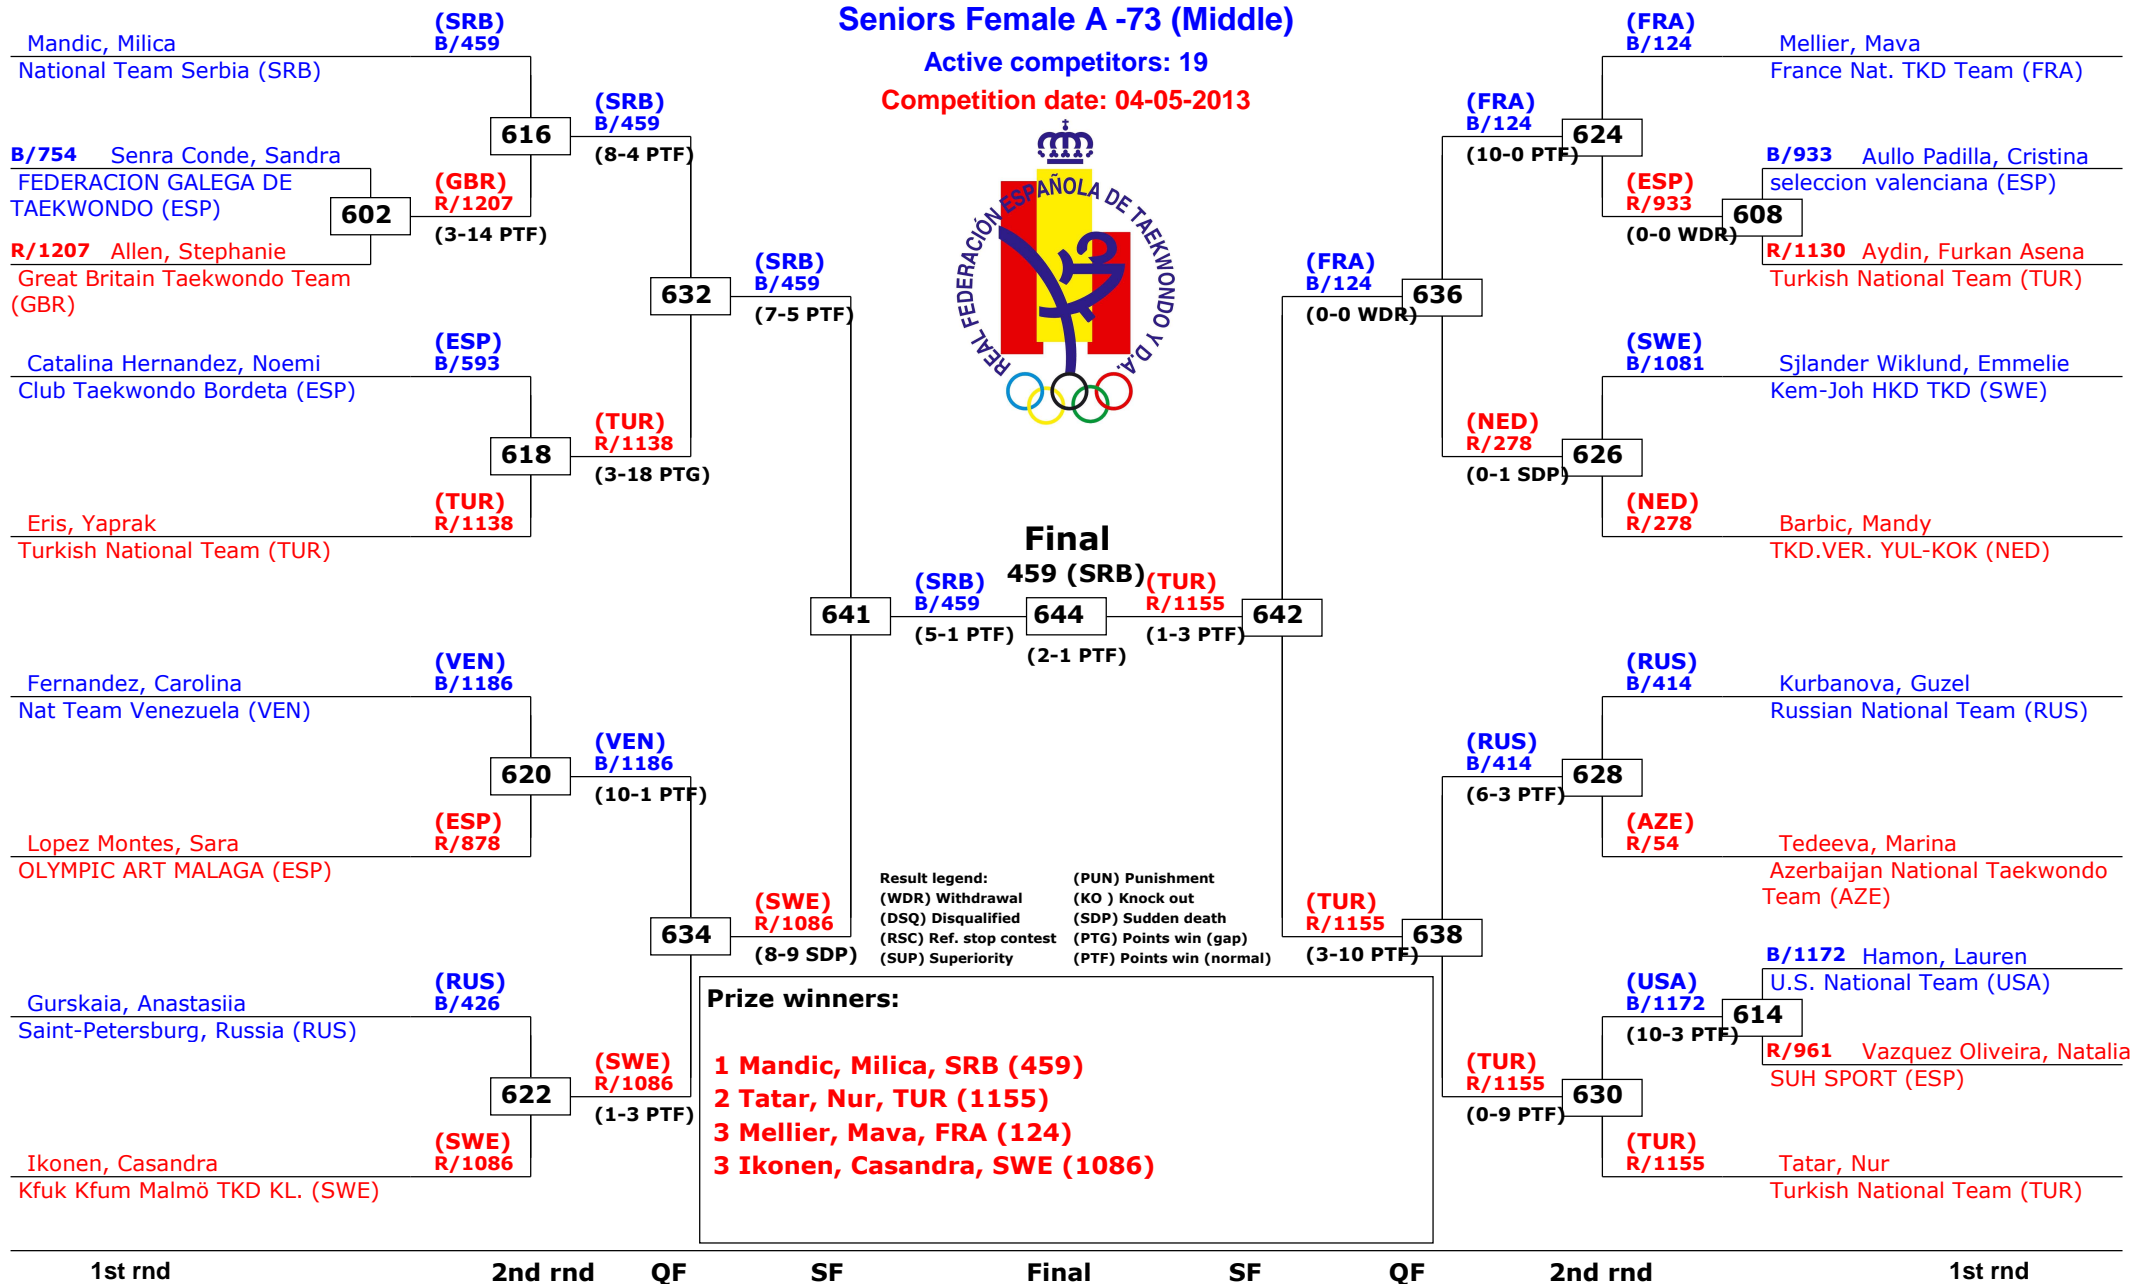 Seniors Female A -73 (Middle)
Active competitors: 19
Competition date: 04-05-2013
REAL FEDERACIÓN ESPAÑOLA DE TAEKWONDO Y D.A.
Mandic, Milica
National Team Serbia (SRB)
(SRB)
B/459
B/754 Senra Conde, Sandra
FEDERACION GALEGA DE
TAEKWONDO (ESP)
602
R/1207 Allen, Stephanie
Great Britain Taekwondo Team
(GBR)
(GBR)
R/1207
(3-14 PTF)
616
(SRB)
B/459
(8-4 PTF)
Catalina Hernandez, Noemi
Club Taekwondo Bordeta (ESP)
(ESP)
B/593
618
Eris, Yaprak
Turkish National Team (TUR)
(TUR)
R/1138
(TUR)
R/1138
(3-18 PTG)
632
(SRB)
B/459
(7-5 PTF)
Fernandez, Carolina
Nat Team Venezuela (VEN)
(VEN)
B/1186
620
Lopez Montes, Sara
OLYMPIC ART MALAGA (ESP)
(ESP)
R/878
(VEN)
B/1186
(10-1 PTF)
Gurskaia, Anastasiia
Saint-Petersburg, Russia (RUS)
(RUS)
B/426
622
Ikonen, Casandra
Kfuk Kfum Malmö TKD KL. (SWE)
(SWE)
R/1086
(SWE)
R/1086
(1-3 PTF)
634
(SWE)
R/1086
(8-9 SDP)
641
(SRB)
B/459
(5-1 PTF)
Final
459 (SRB)
644
(2-1 PTF)
(TUR)
R/1155
(1-3 PTF)
642
(FRA)
B/124
(0-0 WDR)
636
(FRA)
B/124
(10-0 PTF)
624
(FRA)
B/124
Mellier, Mava
France Nat. TKD Team (FRA)
B/933 Aullo Padilla, Cristina
seleccion valenciana (ESP)
(ESP)
R/933
(0-0 WDR)
608
R/1130 Aydin, Furkan Asena
Turkish National Team (TUR)
(SWE)
B/1081
Sjlander Wiklund, Emmelie
Kem-Joh HKD TKD (SWE)
(NED)
R/278
(0-1 SDP)
626
(NED)
R/278
Barbic, Mandy
TKD.VER. YUL-KOK (NED)
(RUS)
B/414
Kurbanova, Guzel
Russian National Team (RUS)
(RUS)
B/414
(6-3 PTF)
628
(AZE)
R/54
Tedeeva, Marina
Azerbaijan National Taekwondo
Team (AZE)
(TUR)
R/1155
(3-10 PTF)
638
B/1172 Hamon, Lauren
U.S. National Team (USA)
(USA)
B/1172
(10-3 PTF)
614
R/961 Vazquez Oliveira, Natalia
SUH SPORT (ESP)
(TUR)
R/1155
(0-9 PTF)
630
(TUR)
R/1155
Tatar, Nur
Turkish National Team (TUR)
Result legend:
(WDR) Withdrawal
(DSQ) Disqualified
(RSC) Ref. stop contest
(SUP) Superiority
(PUN) Punishment
(KO ) Knock out
(SDP) Sudden death
(PTG) Points win (gap)
(PTF) Points win (normal)
Prize winners:
1 Mandic, Milica, SRB (459)
2 Tatar, Nur, TUR (1155)
3 Mellier, Mava, FRA (124)
3 Ikonen, Casandra, SWE (1086)
1st rnd 2nd rnd QF SF Final SF QF 2nd rnd 1st rnd